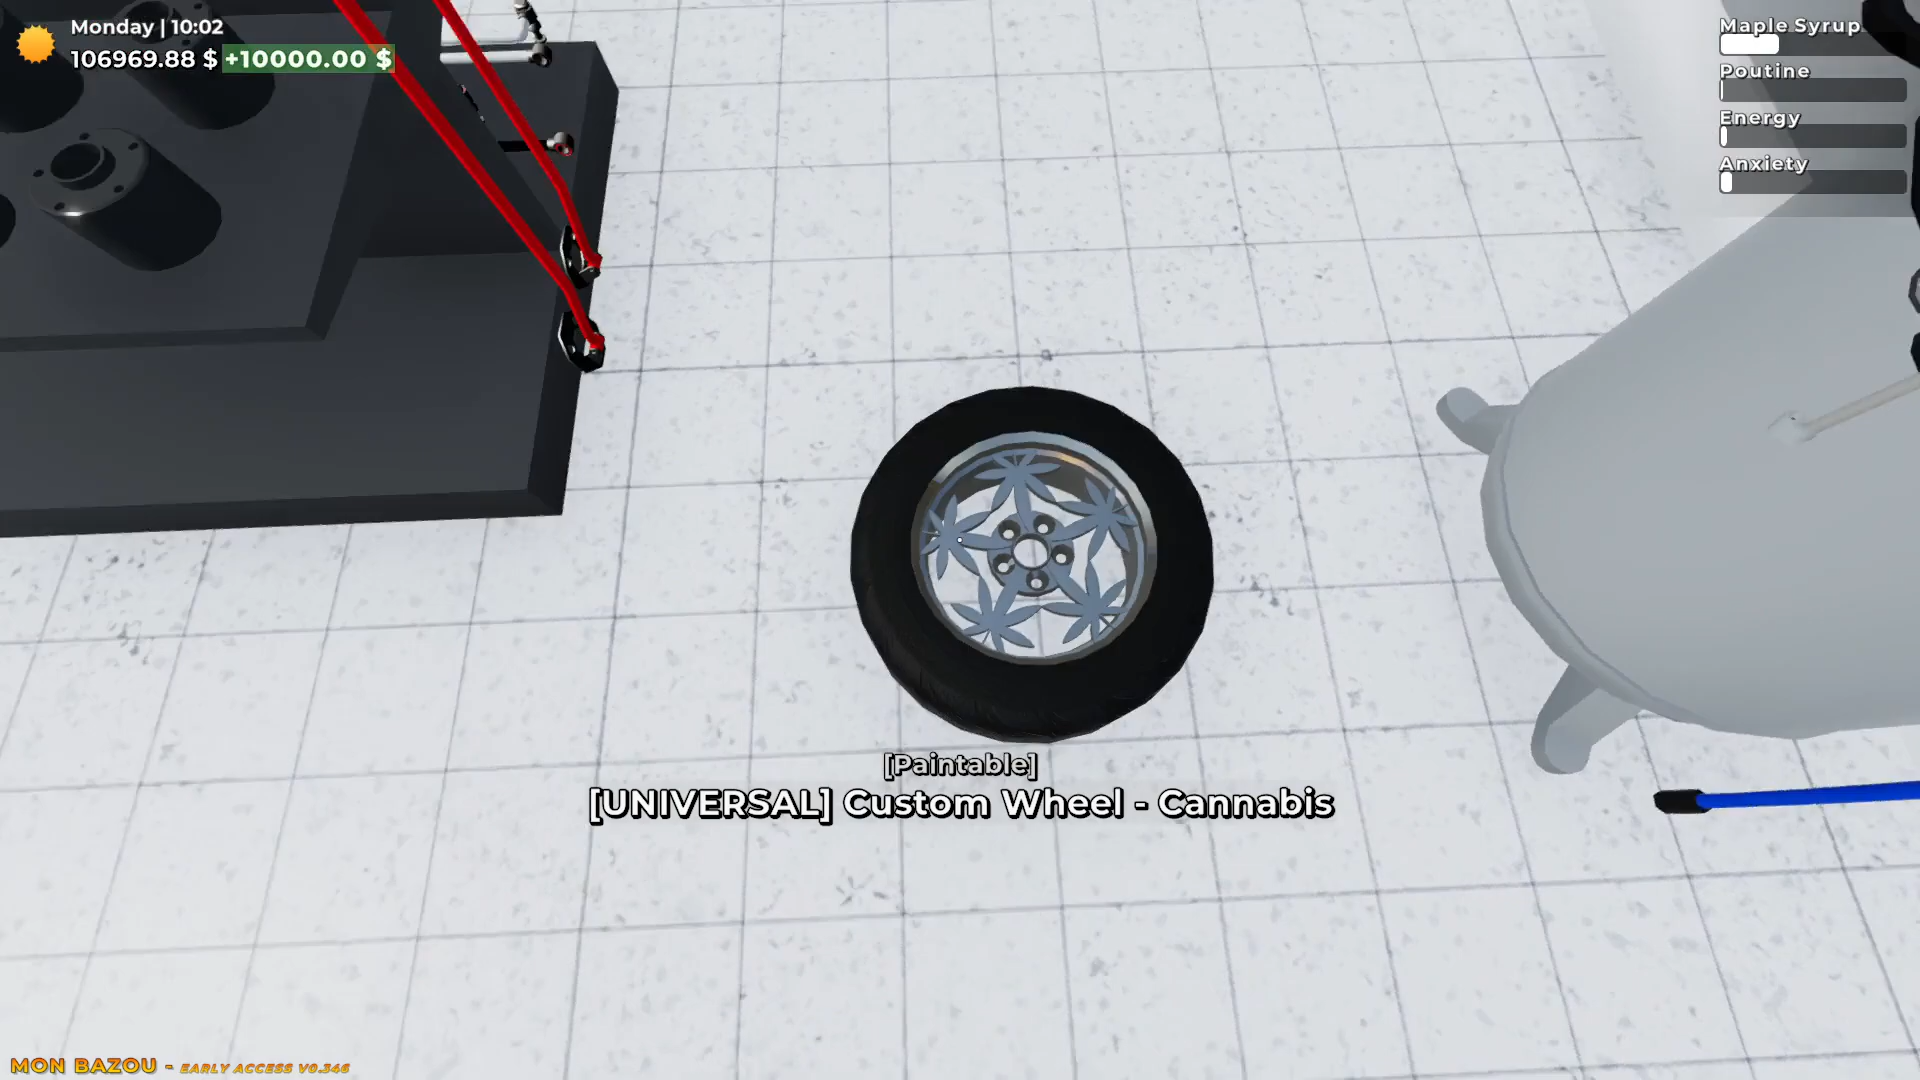 Monday | 10:02
106969.88 $ +10000.00 $
Maple Syrup
Poutine
Energy
Anxiety
[Paintable]
[UNIVERSAL] Custom Wheel - Cannabis
MON BAZOU - EARLY ACCESS V0.346